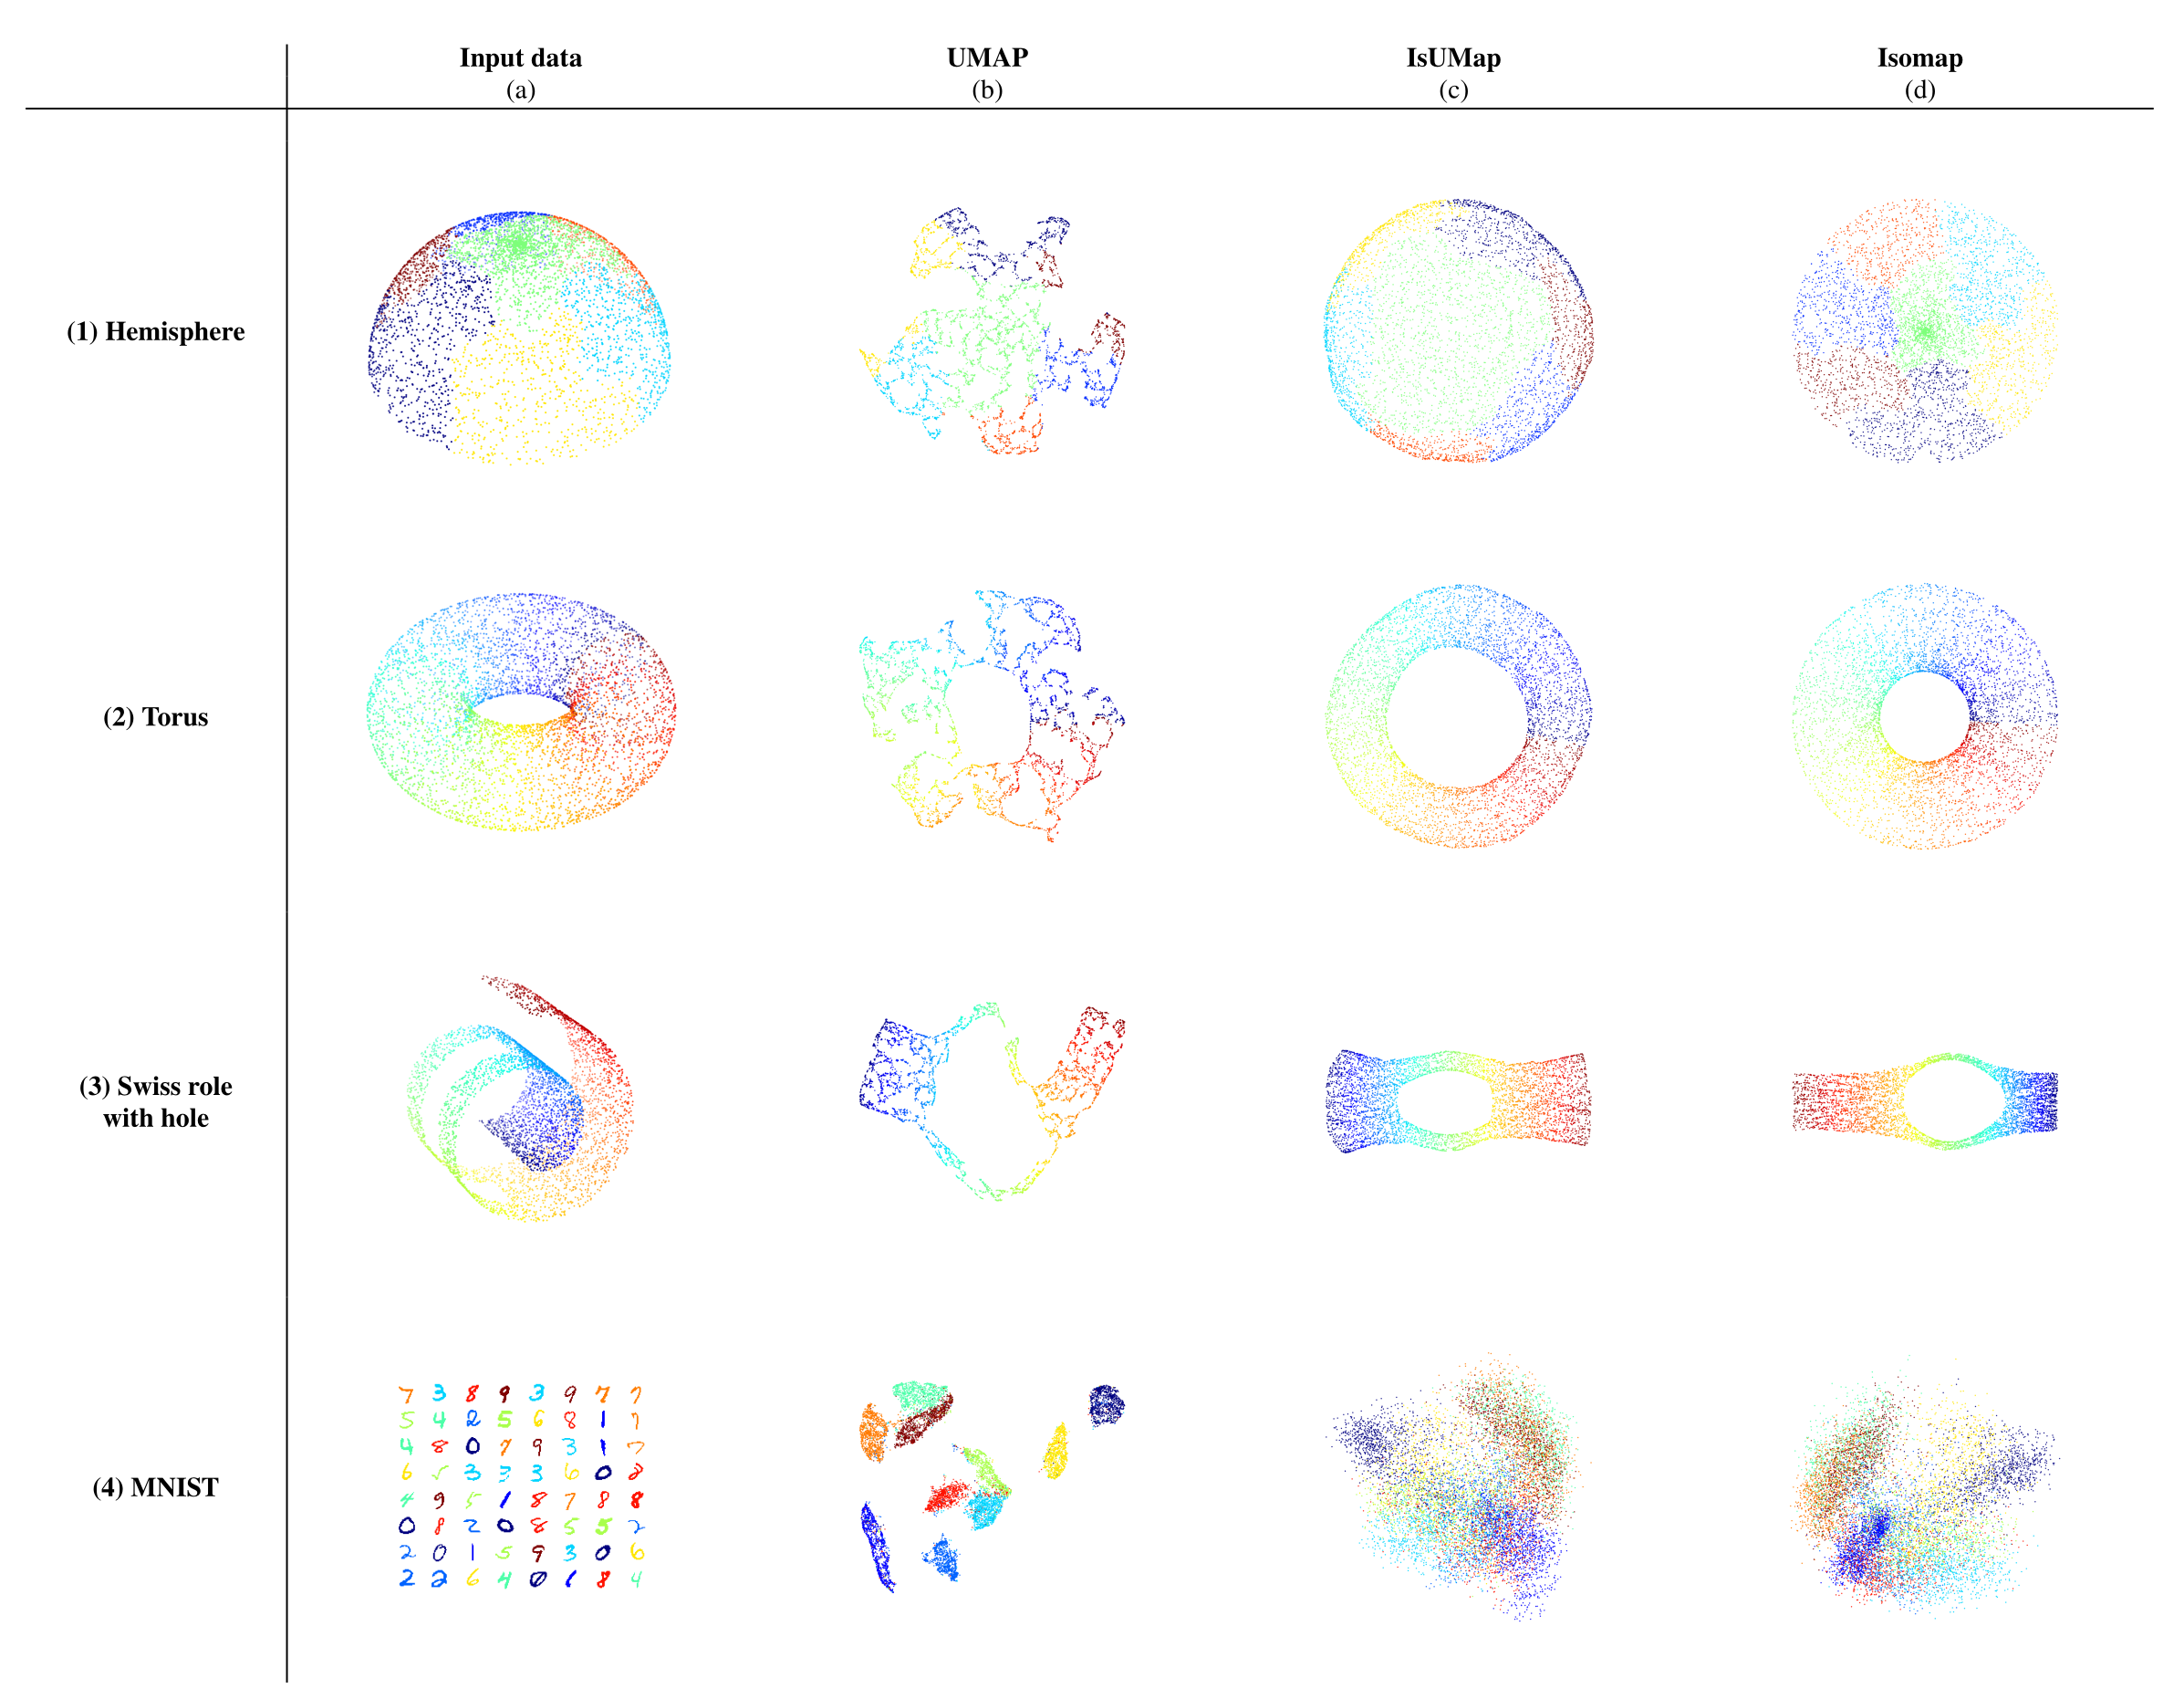 Input data UMAP IsUMap Isomap
(a) (b) (c) (d)
(1) Hemisphere
(2) Torus
(3) Swiss role
with hole
(4) MNIST
7 3 8 9 3 9 7 7
5 4 2 5 6 8 1 7
4 8 0 7 9 3 1 7
6 5 3 3 3 6 0 8
4 9 5 1 8 7 8 8
0 8 2 0 8 5 5 2
2 0 1 5 9 3 0 6
2 2 6 4 0 1 8 4